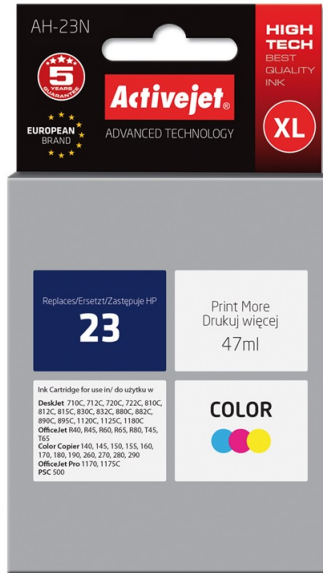 AH-23N
HIGH
TECH
BEST
QUALITY
INK
5
YEARS
GUARANTEE
Activejet®
EUROPEAN
BRAND
ADVANCED TECHNOLOGY
XL
Replaces/Ersetzt/Zastępuje HP
23
Print More
Drukuj więcej
47ml
Ink Cartridge for use in/ do użytku w
DeskJet 710C, 712C, 720C, 722C, 810C,
812C, 815C, 830C, 832C, 880C, 882C,
890C, 895C, 1120C, 1125C, 1180C
OfficeJet R40, R45, R60, R65, R80, T45,
T65
Color Copier 140, 145, 150, 155, 160,
170, 180, 190, 260, 270, 280, 290
OfficeJet Pro 1170, 1175C
PSC 500
COLOR